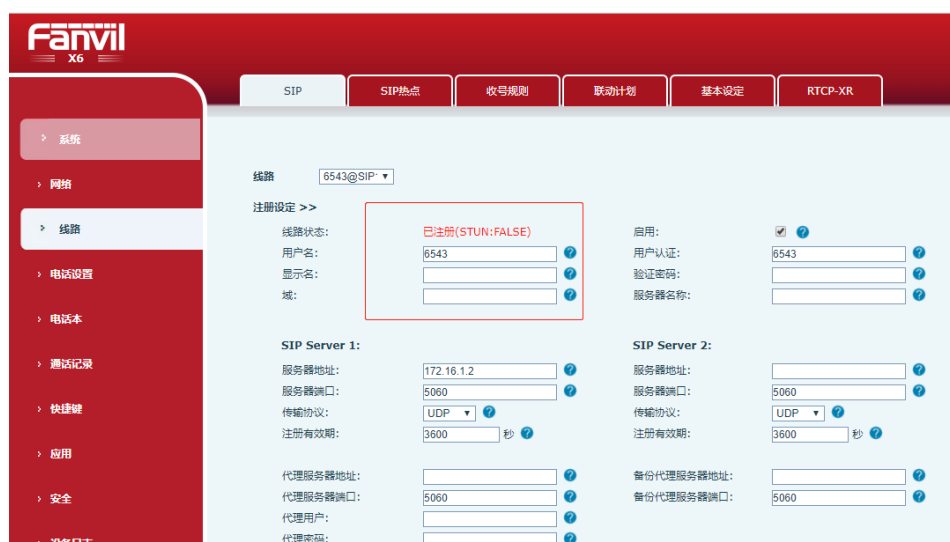 Fanvil
X6
SIP SIP热点 收号规则 联动计划 基本设定 RTCP-XR
› 系统
› 网络
› 线路
› 电话设置
› 电话本
› 通话记录
› 快捷键
› 应用
› 安全
› 设备日志
线路 6543@SIP
注册设定 >>
线路状态: 已注册(STUN:FALSE) 启用:
用户名: 6543 用户认证: 6543
显示名: 验证密码:
域: 服务器名称:
SIP Server 1: SIP Server 2:
服务器地址: 172.16.1.2 服务器地址:
服务器端口: 5060 服务器端口: 5060
传输协议: UDP 传输协议: UDP
注册有效期: 3600 秒 注册有效期: 3600 秒
代理服务器地址: 备份代理服务器地址:
代理服务器端口: 5060 备份代理服务器端口: 5060
代理用户:
代理密码: